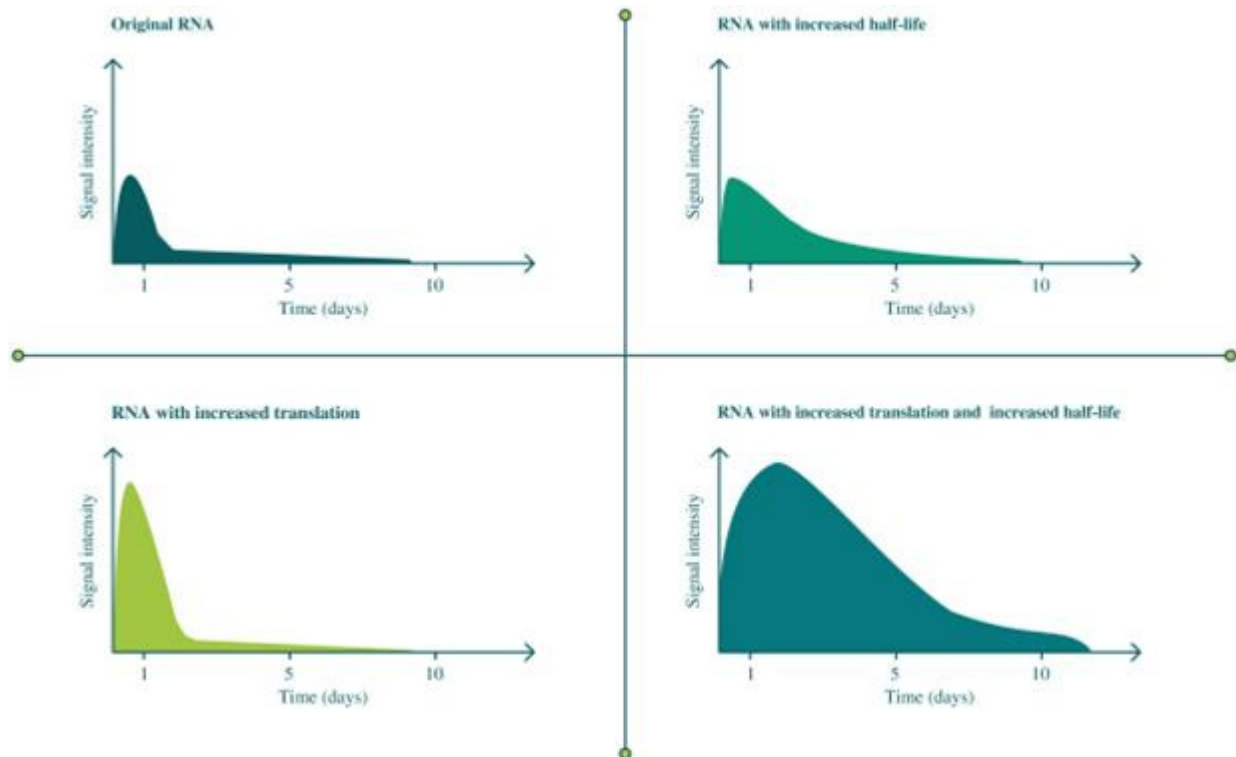 Original RNA
Signal intensity
1 5 10
Time (days)
RNA with increased half-life
Signal intensity
1 5 10
Time (days)
RNA with increased translation
Signal intensity
1 5 10
Time (days)
RNA with increased translation and increased half-life
Signal intensity
1 5 10
Time (days)